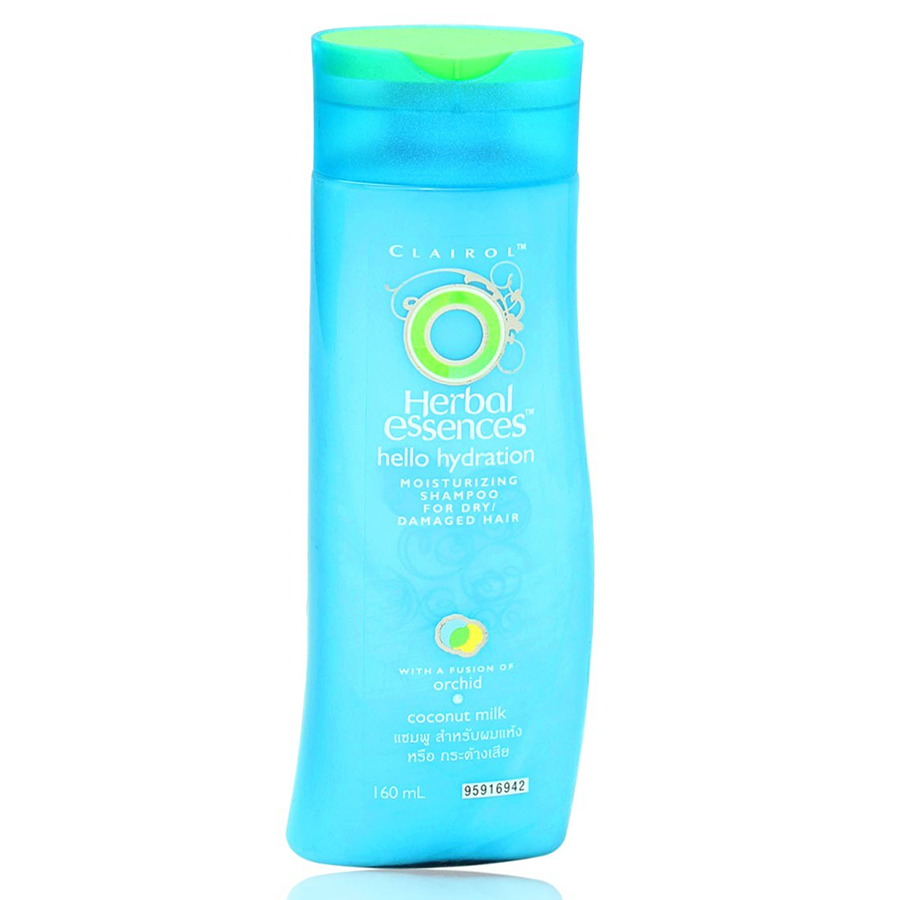 CLAIROL™
Herbal
essences™
hello hydration
MOISTURIZING
SHAMPOO
FOR DRY/
DAMAGED HAIR
WITH A FUSION OF
orchid
coconut milk
แชมพู สำหรับผมแห้ง
หรือ กระด้างเสีย
160 mL
95916942